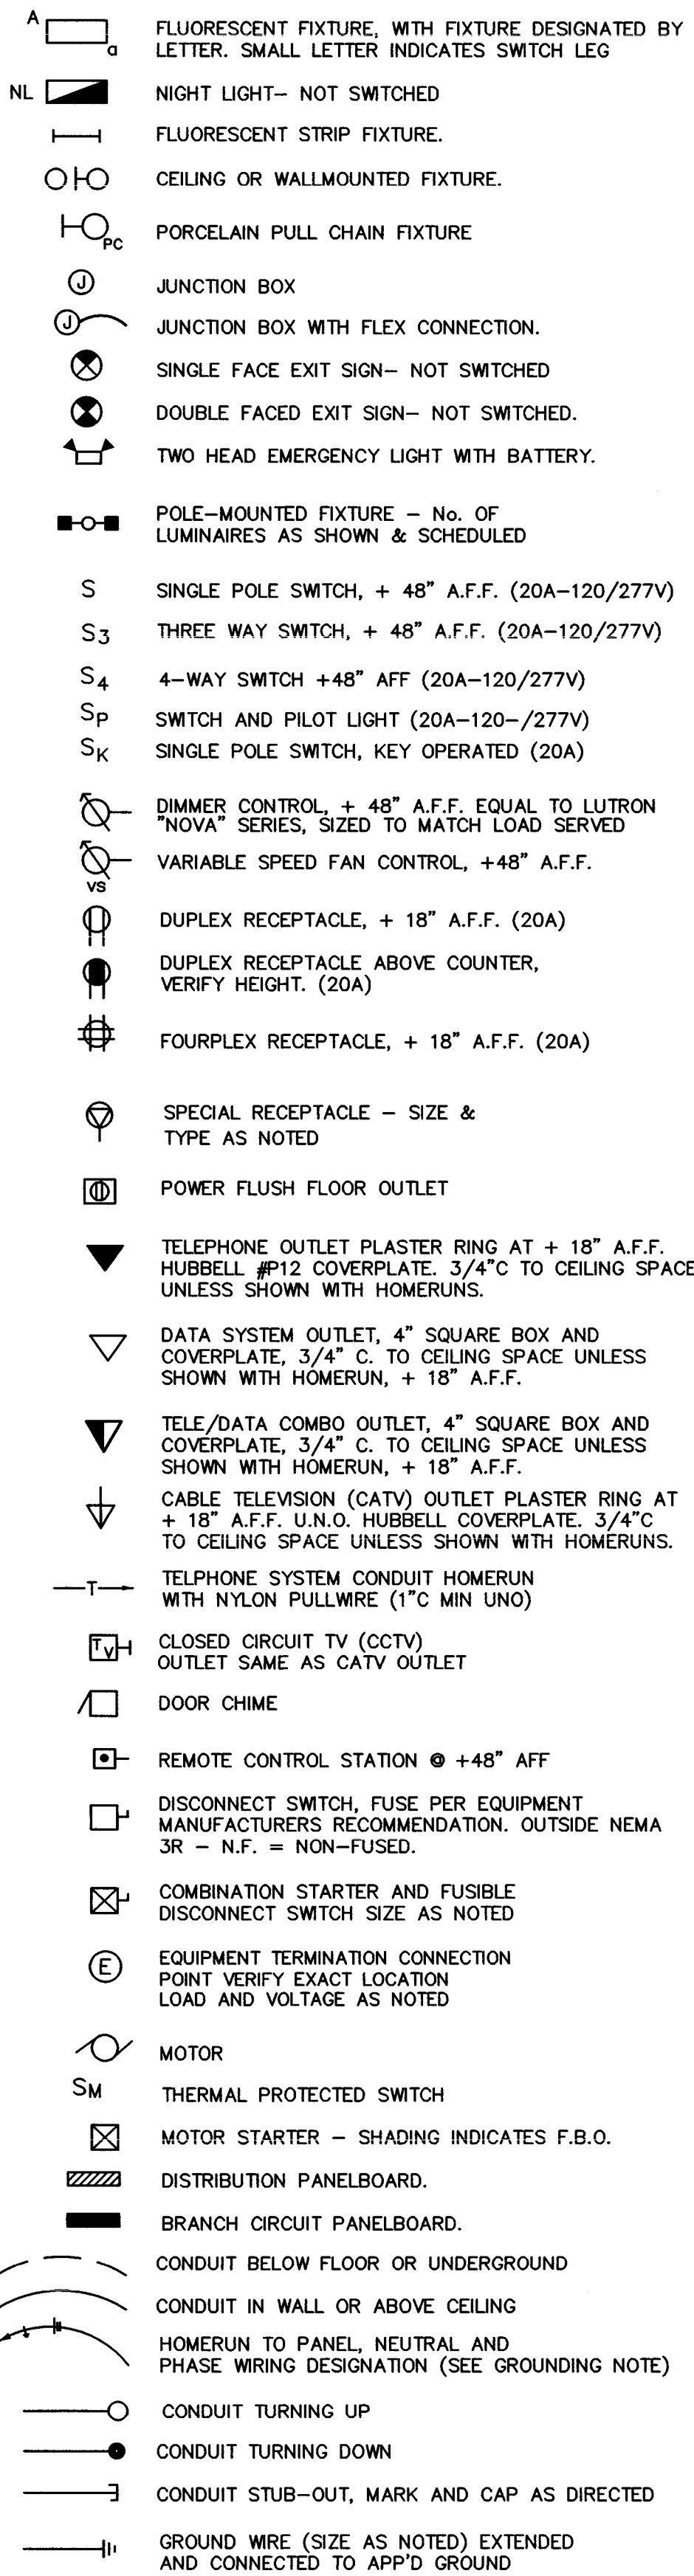 A
a
FLUORESCENT FIXTURE, WITH FIXTURE DESIGNATED BY
LETTER. SMALL LETTER INDICATES SWITCH LEG
NL NIGHT LIGHT– NOT SWITCHED
FLUORESCENT STRIP FIXTURE.
CEILING OR WALLMOUNTED FIXTURE.
PC PORCELAIN PULL CHAIN FIXTURE
J JUNCTION BOX
J JUNCTION BOX WITH FLEX CONNECTION.
SINGLE FACE EXIT SIGN– NOT SWITCHED
DOUBLE FACED EXIT SIGN– NOT SWITCHED.
TWO HEAD EMERGENCY LIGHT WITH BATTERY.
POLE–MOUNTED FIXTURE – No. OF
LUMINAIRES AS SHOWN & SCHEDULED
S SINGLE POLE SWITCH, + 48" A.F.F. (20A–120/277V)
S3 THREE WAY SWITCH, + 48" A.F.F. (20A–120/277V)
S4 4–WAY SWITCH +48" AFF (20A–120/277V)
SP SWITCH AND PILOT LIGHT (20A–120–/277V)
SK SINGLE POLE SWITCH, KEY OPERATED (20A)
DIMMER CONTROL, + 48" A.F.F. EQUAL TO LUTRON
"NOVA" SERIES, SIZED TO MATCH LOAD SERVED
VARIABLE SPEED FAN CONTROL, +48" A.F.F.
VS
DUPLEX RECEPTACLE, + 18" A.F.F. (20A)
DUPLEX RECEPTACLE ABOVE COUNTER,
VERIFY HEIGHT. (20A)
FOURPLEX RECEPTACLE, + 18" A.F.F. (20A)
SPECIAL RECEPTACLE – SIZE &
TYPE AS NOTED
POWER FLUSH FLOOR OUTLET
TELEPHONE OUTLET PLASTER RING AT + 18" A.F.F.
HUBBELL #P12 COVERPLATE. 3/4"C TO CEILING SPACE
UNLESS SHOWN WITH HOMERUNS.
DATA SYSTEM OUTLET, 4" SQUARE BOX AND
COVERPLATE, 3/4" C. TO CEILING SPACE UNLESS
SHOWN WITH HOMERUN, + 18" A.F.F.
TELE/DATA COMBO OUTLET, 4" SQUARE BOX AND
COVERPLATE, 3/4" C. TO CEILING SPACE UNLESS
SHOWN WITH HOMERUN, + 18" A.F.F.
CABLE TELEVISION (CATV) OUTLET PLASTER RING AT
+ 18" A.F.F. U.N.O. HUBBELL COVERPLATE. 3/4"C
TO CEILING SPACE UNLESS SHOWN WITH HOMERUNS.
T TELPHONE SYSTEM CONDUIT HOMERUN
WITH NYLON PULLWIRE (1"C MIN UNO)
TV CLOSED CIRCUIT TV (CCTV)
OUTLET SAME AS CATV OUTLET
DOOR CHIME
REMOTE CONTROL STATION @ +48" AFF
DISCONNECT SWITCH, FUSE PER EQUIPMENT
MANUFACTURERS RECOMMENDATION. OUTSIDE NEMA
3R – N.F. = NON–FUSED.
COMBINATION STARTER AND FUSIBLE
DISCONNECT SWITCH SIZE AS NOTED
E EQUIPMENT TERMINATION CONNECTION
POINT VERIFY EXACT LOCATION
LOAD AND VOLTAGE AS NOTED
MOTOR
SM THERMAL PROTECTED SWITCH
MOTOR STARTER – SHADING INDICATES F.B.O.
DISTRIBUTION PANELBOARD.
BRANCH CIRCUIT PANELBOARD.
CONDUIT BELOW FLOOR OR UNDERGROUND
CONDUIT IN WALL OR ABOVE CEILING
HOMERUN TO PANEL, NEUTRAL AND
PHASE WIRING DESIGNATION (SEE GROUNDING NOTE)
CONDUIT TURNING UP
CONDUIT TURNING DOWN
CONDUIT STUB–OUT, MARK AND CAP AS DIRECTED
GROUND WIRE (SIZE AS NOTED) EXTENDED
AND CONNECTED TO APP'D GROUND